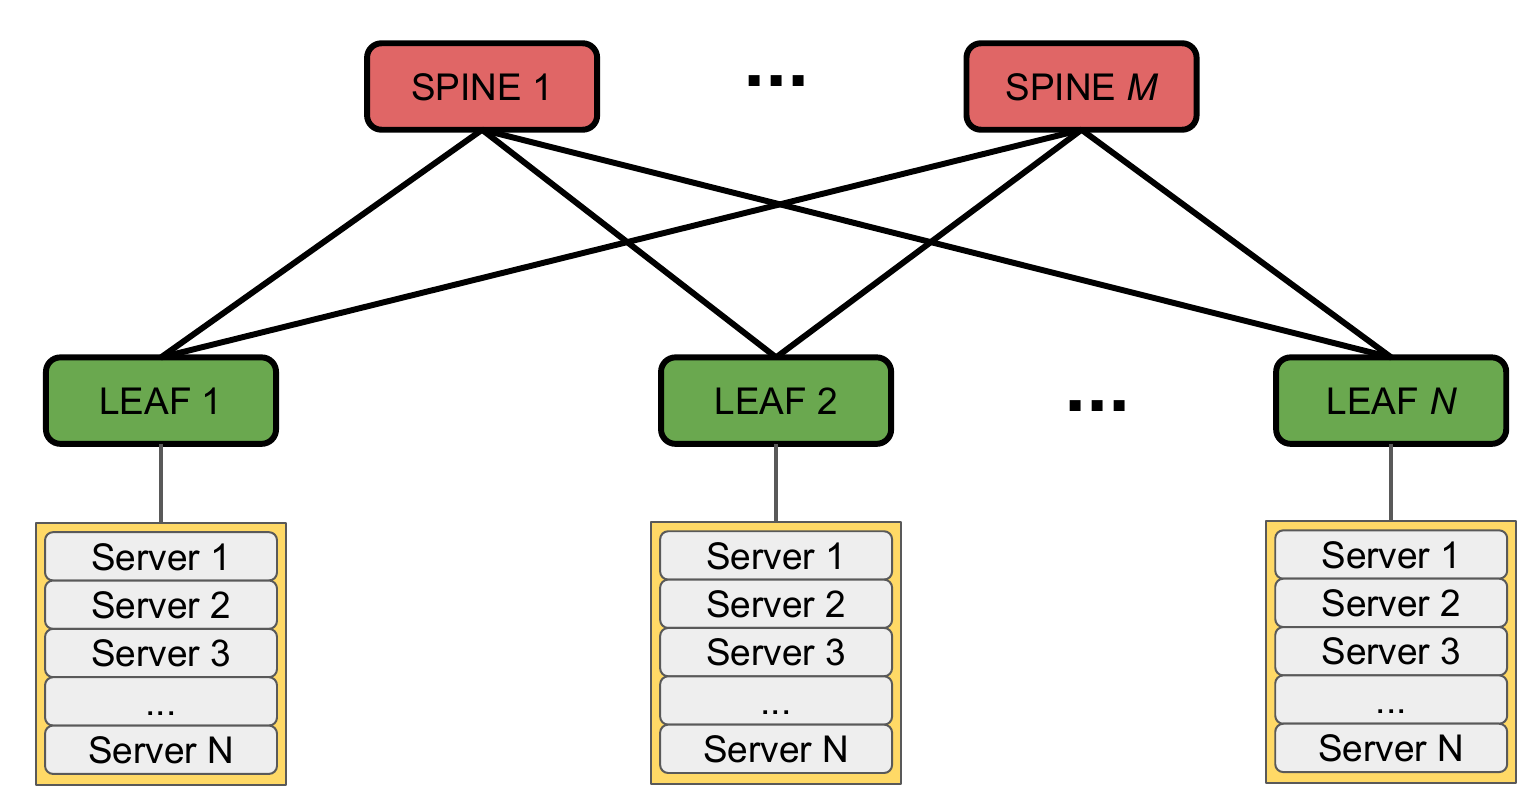 SPINE 1
...
SPINE M
LEAF 1
LEAF 2
...
LEAF N
Server 1
Server 2
Server 3
...
Server N
Server 1
Server 2
Server 3
...
Server N
Server 1
Server 2
Server 3
...
Server N